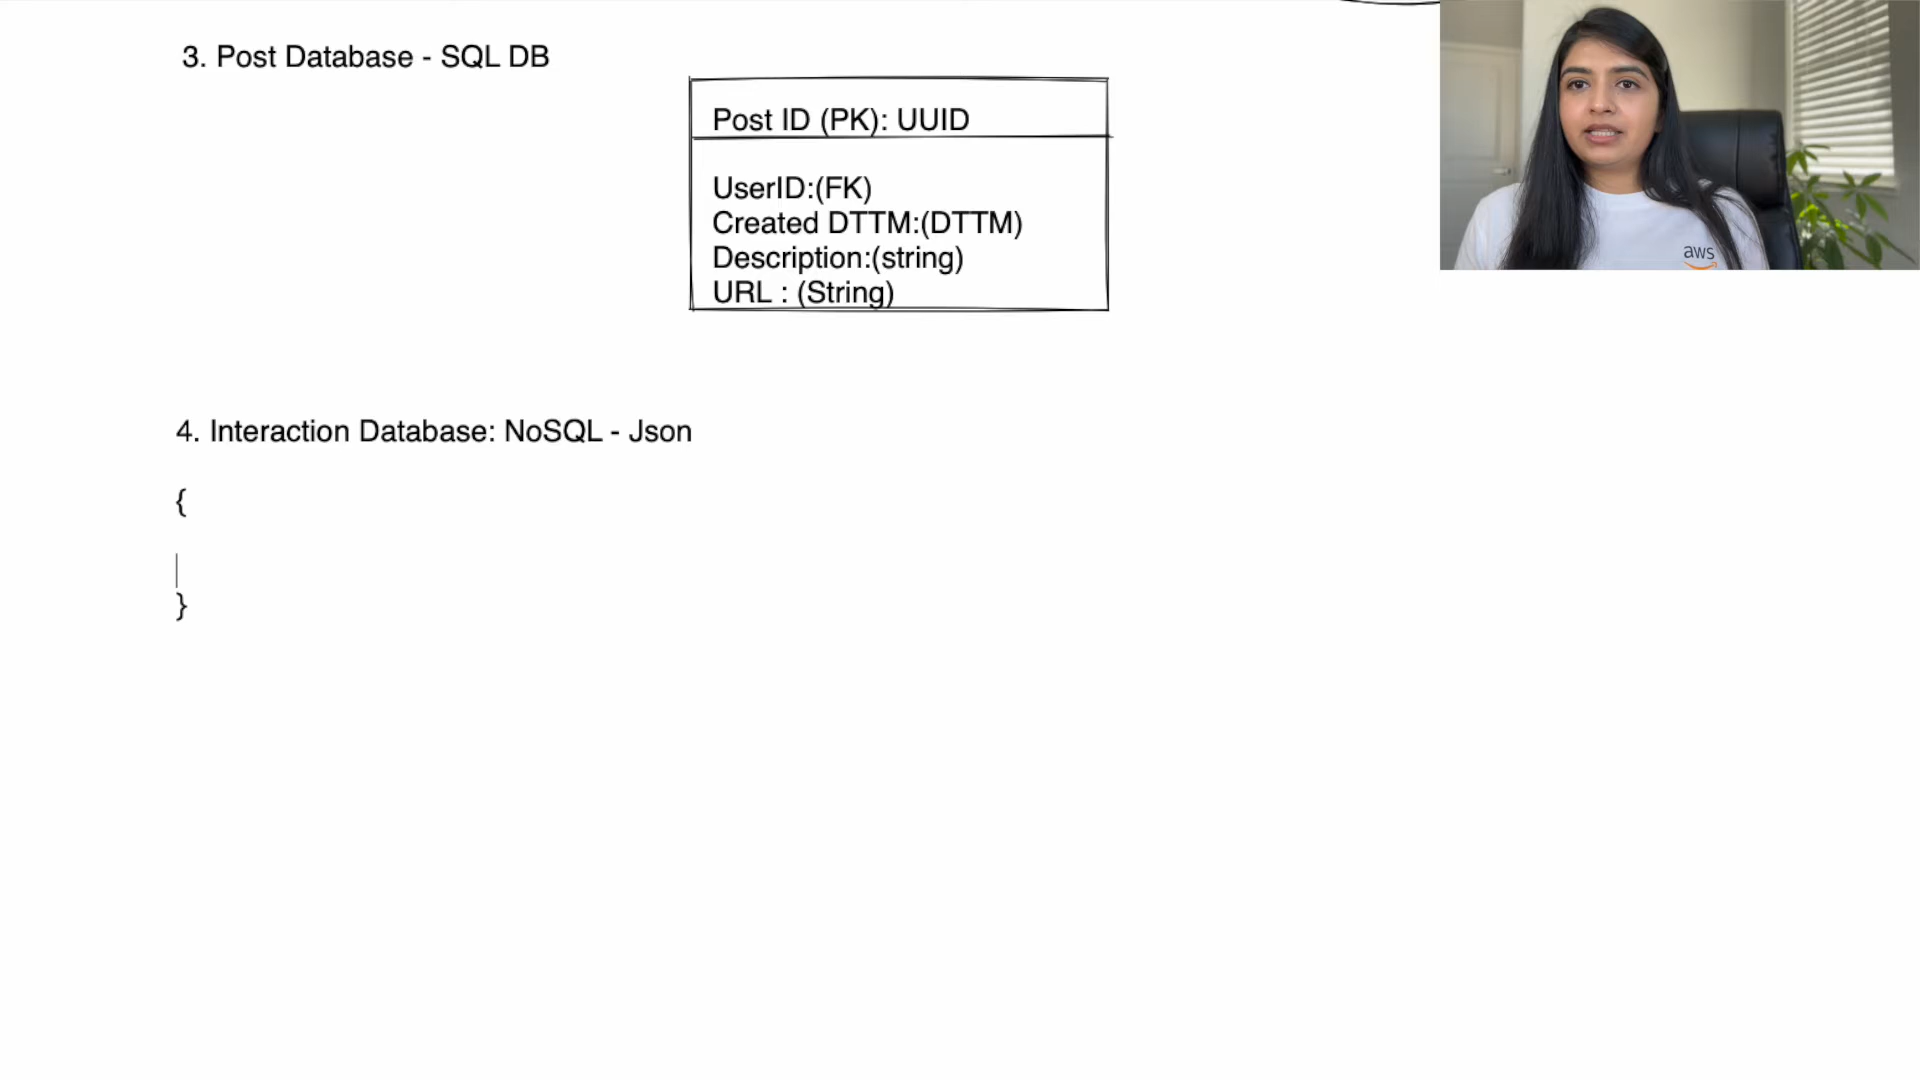 3. Post Database - SQL DB
Post ID (PK): UUID
UserID:(FK)
Created DTTM:(DTTM)
Description:(string)
URL : (String)
aws
4. Interaction Database: NoSQL - Json
{
}